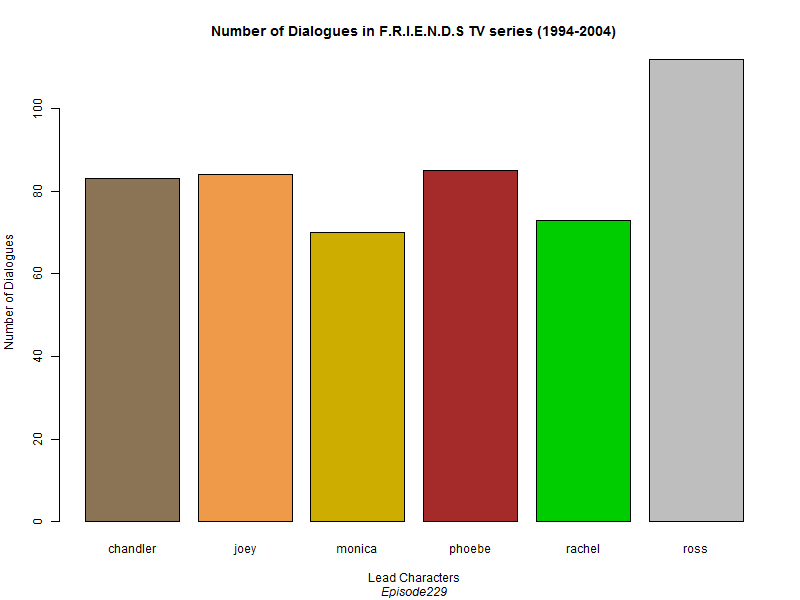 Number of Dialogues in F.R.I.E.N.D.S TV series (1994-2004)
Number of Dialogues
100
80
60
40
20
0
chandler joey monica phoebe rachel ross
Lead Characters
Episode229